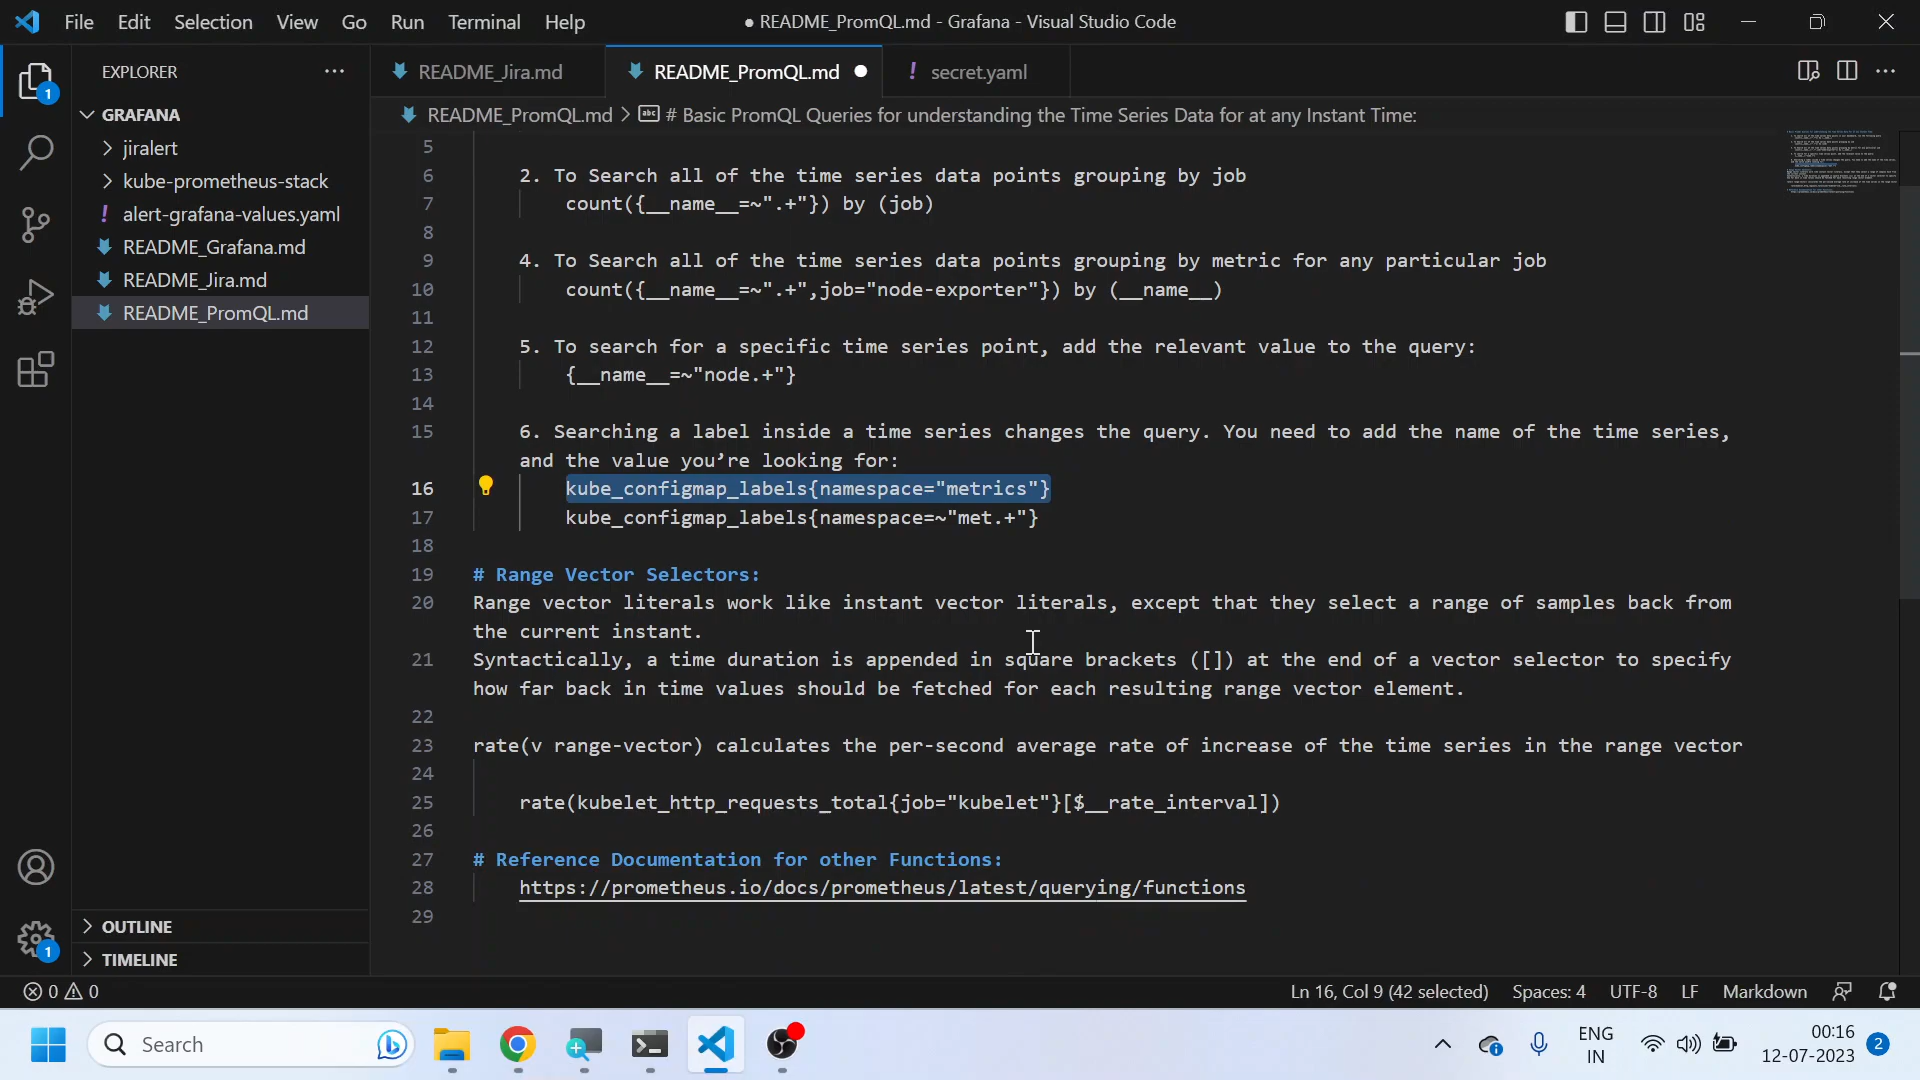 File Edit Selection View Go Run Terminal Help ● README_PromQL.md - Grafana - Visual Studio Code
EXPLORER ···
README_Jira.md README_PromQL.md ● ! secret.yaml
README_PromQL.md > # Basic PromQL Queries for understanding the Time Series Data for at any Instant Time:
GRAFANA
jiralert
kube-prometheus-stack
! alert-grafana-values.yaml
README_Grafana.md
README_Jira.md
README_PromQL.md
OUTLINE
TIMELINE
1
1
5
6 2. To Search all of the time series data points grouping by job
7 count({__name__=~".+"}) by (job)
8
9 4. To Search all of the time series data points grouping by metric for any particular job
10 count({__name__=~".+",job="node-exporter"}) by (__name__)
11
12 5. To search for a specific time series point, add the relevant value to the query:
13 {__name__=~"node.+"}
14
15 6. Searching a label inside a time series changes the query. You need to add the name of the time series,
and the value you’re looking for:
16 kube_configmap_labels{namespace="metrics"}
17 kube_configmap_labels{namespace=~"met.+"}
18
19 # Range Vector Selectors:
20 Range vector literals work like instant vector literals, except that they select a range of samples back from
the current instant.
21 Syntactically, a time duration is appended in square brackets ([]) at the end of a vector selector to specify
how far back in time values should be fetched for each resulting range vector element.
22
23 rate(v range-vector) calculates the per-second average rate of increase of the time series in the range vector
24
25 rate(kubelet_http_requests_total{job="kubelet"}[$__rate_interval])
26
27 # Reference Documentation for other Functions:
28 https://prometheus.io/docs/prometheus/latest/querying/functions
29
0 0 Ln 16, Col 9 (42 selected) Spaces: 4 UTF-8 LF Markdown
Search ENG
IN 00:16
12-07-2023 2